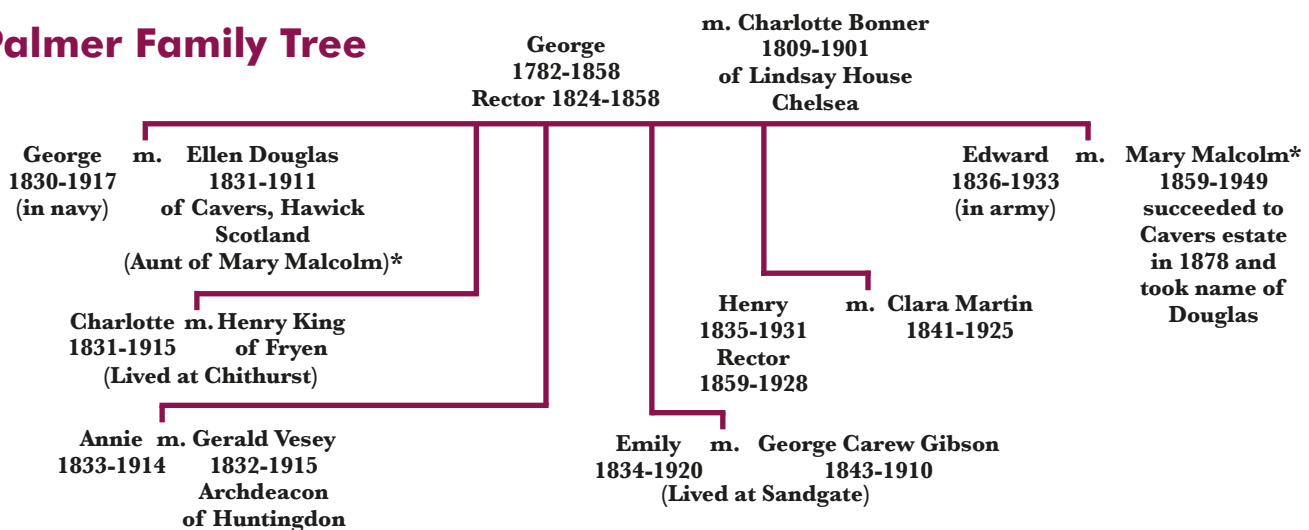 Palmer Family Tree
George
1782-1858
Rector 1824-1858
m. Charlotte Bonner
1809-1901
of Lindsay House
Chelsea
George m. Ellen Douglas
1830-1917 1831-1911
(in navy) of Cavers, Hawick
Scotland
(Aunt of Mary Malcolm)*
Charlotte m. Henry King
1831-1915 of Fryen
(Lived at Chithurst)
Annie m. Gerald Vesey
1833-1914 1832-1915
Archdeacon
of Huntingdon
Emily m. George Carew Gibson
1834-1920 1843-1910
(Lived at Sandgate)
Henry m. Clara Martin
1835-1931 1841-1925
Rector
1859-1928
Edward m. Mary Malcolm*
1836-1933 1859-1949
(in army) succeeded to
Cavers estate
in 1878 and
took name of
Douglas